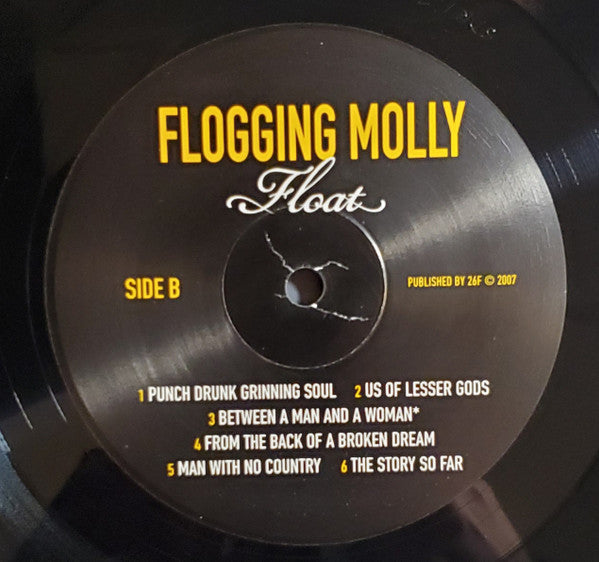 FLOGGING MOLLY
Float
SIDE B
PUBLISHED BY 26F © 2007
1 PUNCH DRUNK GRINNING SOUL 2 US OF LESSER GODS
3 BETWEEN A MAN AND A WOMAN*
4 FROM THE BACK OF A BROKEN DREAM
5 MAN WITH NO COUNTRY 6 THE STORY SO FAR